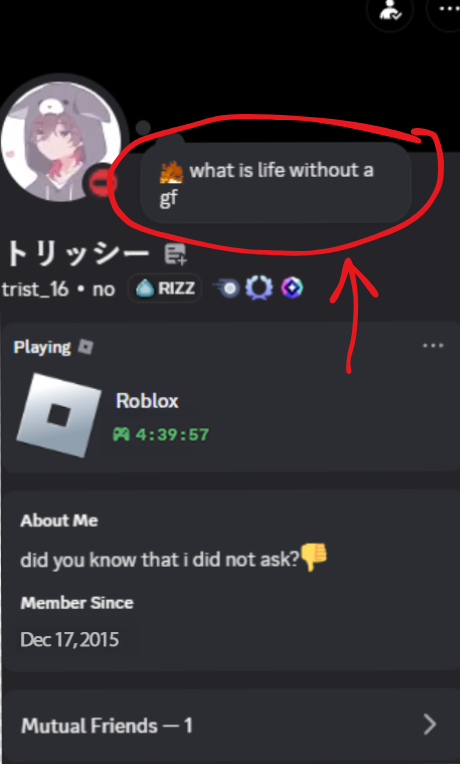 what is life without a
gf
トリッシー
trist_16 • no RIZZ
Playing
Roblox
4:39:57
About Me
did you know that i did not ask?👎
Member Since
Dec 17, 2015
Mutual Friends — 1